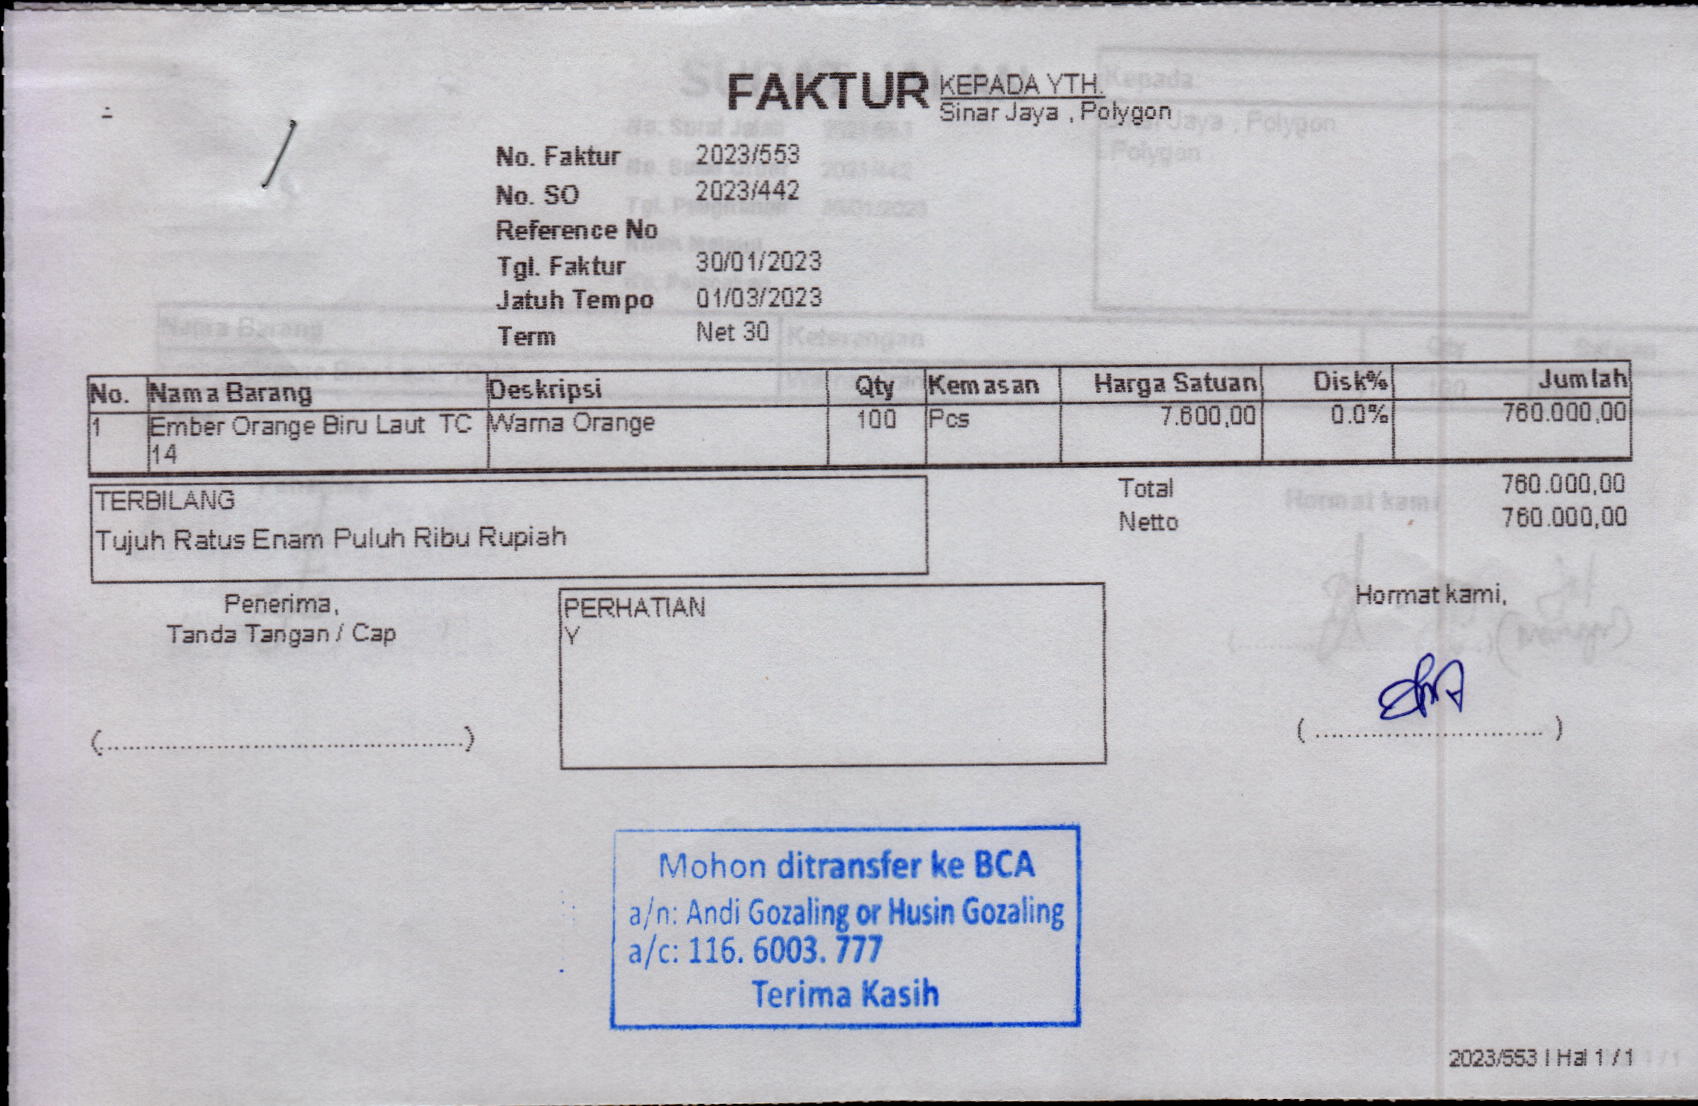 FAKTUR
KEPADA YTH.
Sinar Jaya , Polygon
No. Faktur 2023/553
No. SO 2023/442
Reference No
Tgl. Faktur 30/01/2023
Jatuh Tempo 01/03/2023
Term Net 30
No. Nama Barang Deskripsi Qty Kemasan Harga Satuan Disk% Jumlah
1 Ember Orange Biru Laut TC Warna Orange 100 Pcs 7.600,00 0.0% 760.000,00
14
TERBILANG
Tujuh Ratus Enam Puluh Ribu Rupiah
Total 760.000,00
Netto 760.000,00
Penerima,
Tanda Tangan / Cap
(................................................)
PERHATIAN
Y
Hormat kami,
( .............................. )
Mohon ditransfer ke BCA
a/n: Andi Gozaling or Husin Gozaling
a/c: 116. 6003. 777
Terima Kasih
2023/553 | Hal 1 / 1